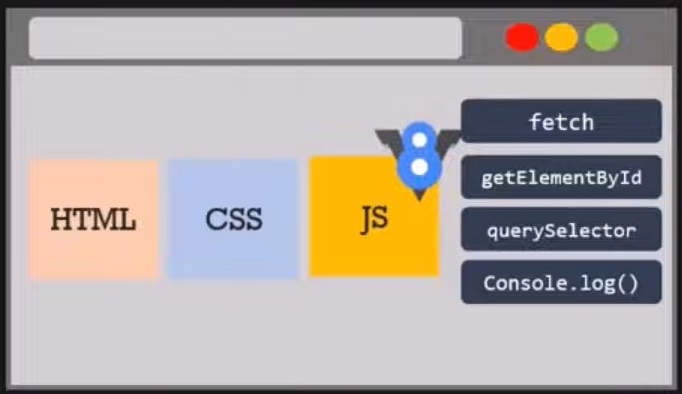 HTML
CSS
JS
fetch
getElementById
querySelector
Console.log()